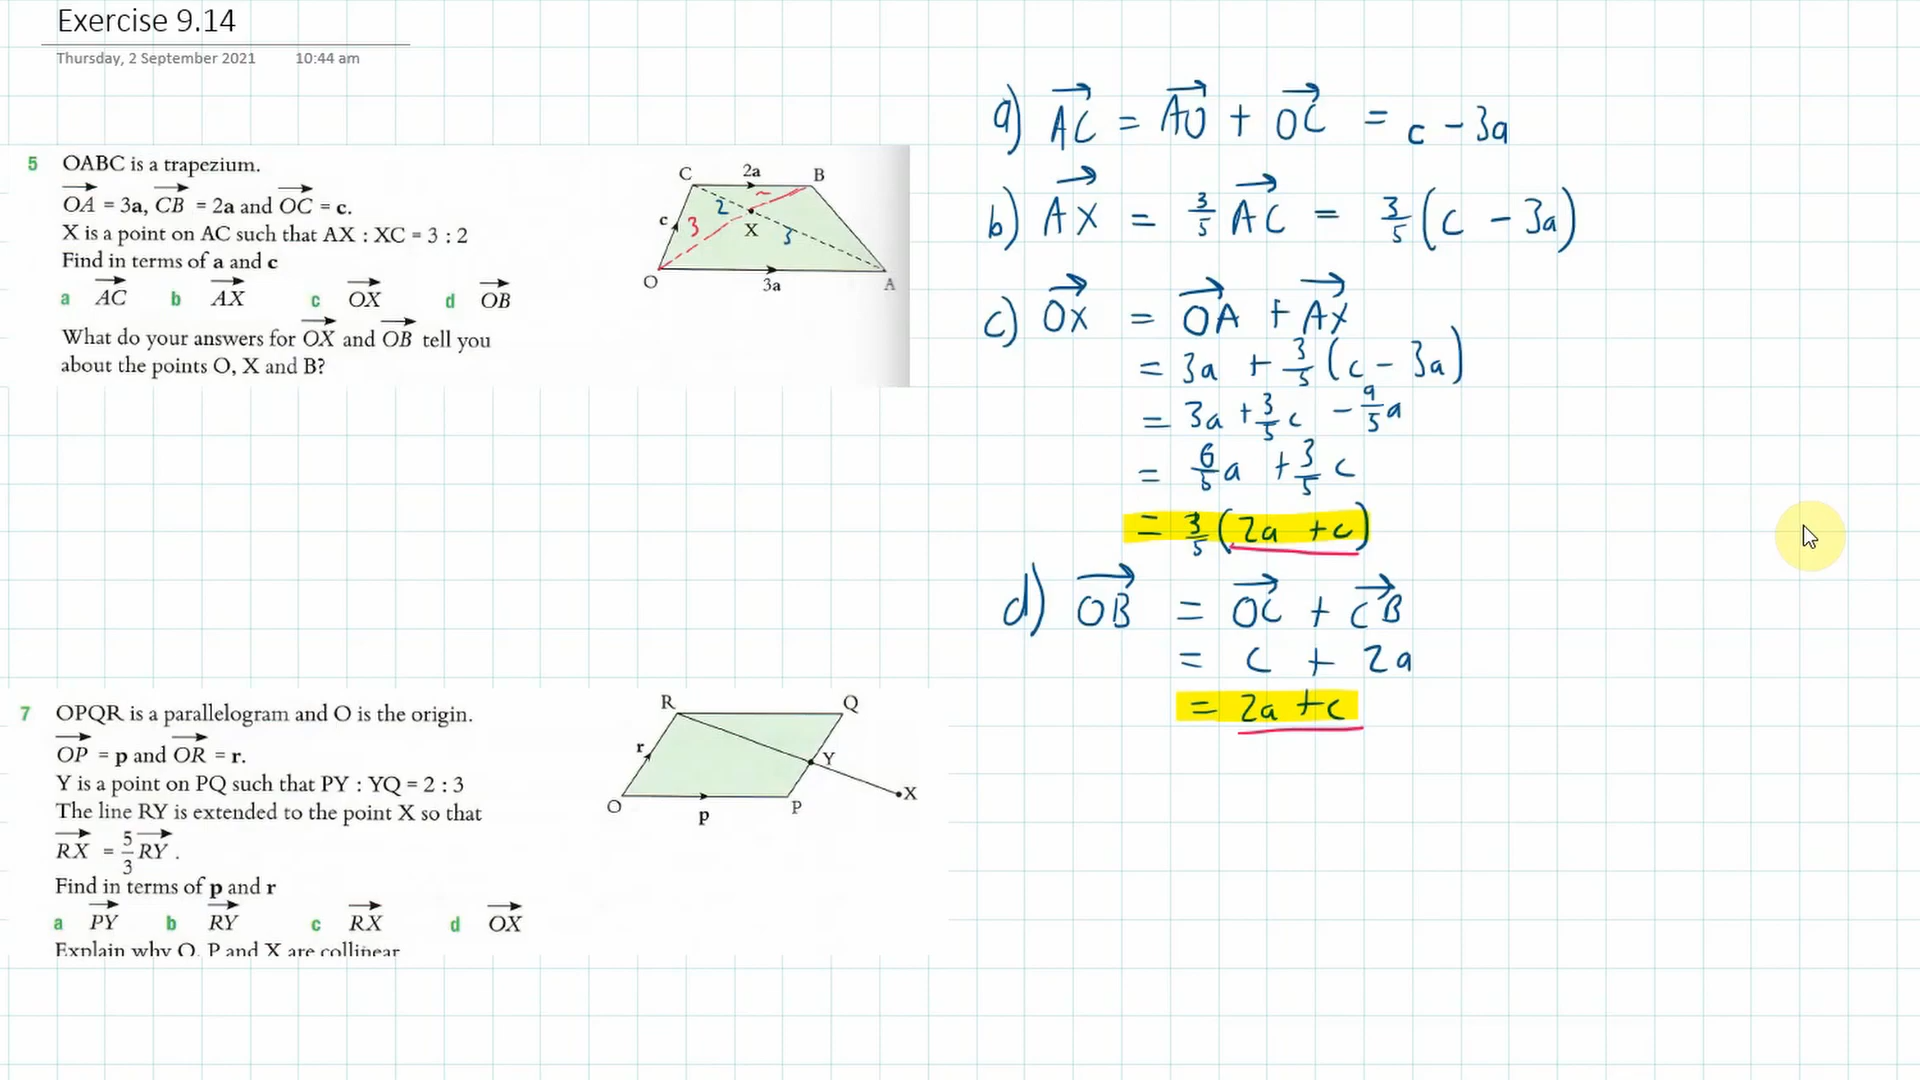 Exercise 9.14
Thursday, 2 September 2021 10:44 am
5 OABC is a trapezium.
OA = 3a, CB = 2a and OC = c.
X is a point on AC such that AX : XC = 3 : 2
Find in terms of a and c
a AC b AX c OX d OB
What do your answers for OX and OB tell you
about the points O, X and B?
C 2a B
c 3 2 2
X 3
O 3a A
7 OPQR is a parallelogram and O is the origin.
OP = p and OR = r.
Y is a point on PQ such that PY : YQ = 2 : 3
The line RY is extended to the point X so that
RX = 5/3 RY.
Find in terms of p and r
a PY b RY c RX d OX
Explain why O, P and X are collinear
R Q
r Y
X
O P
p
a) AC = AO + OC = c - 3a
b) AX = 3/5 AC = 3/5 (c - 3a)
c) OX = OA + AX
= 3a + 3/5 (c - 3a)
= 3a + 3/5 c - 9/5 a
= 6/5 a + 3/5 c
= 3/5 (2a + c)
d) OB = OC + CB
= c + 2a
= 2a + c